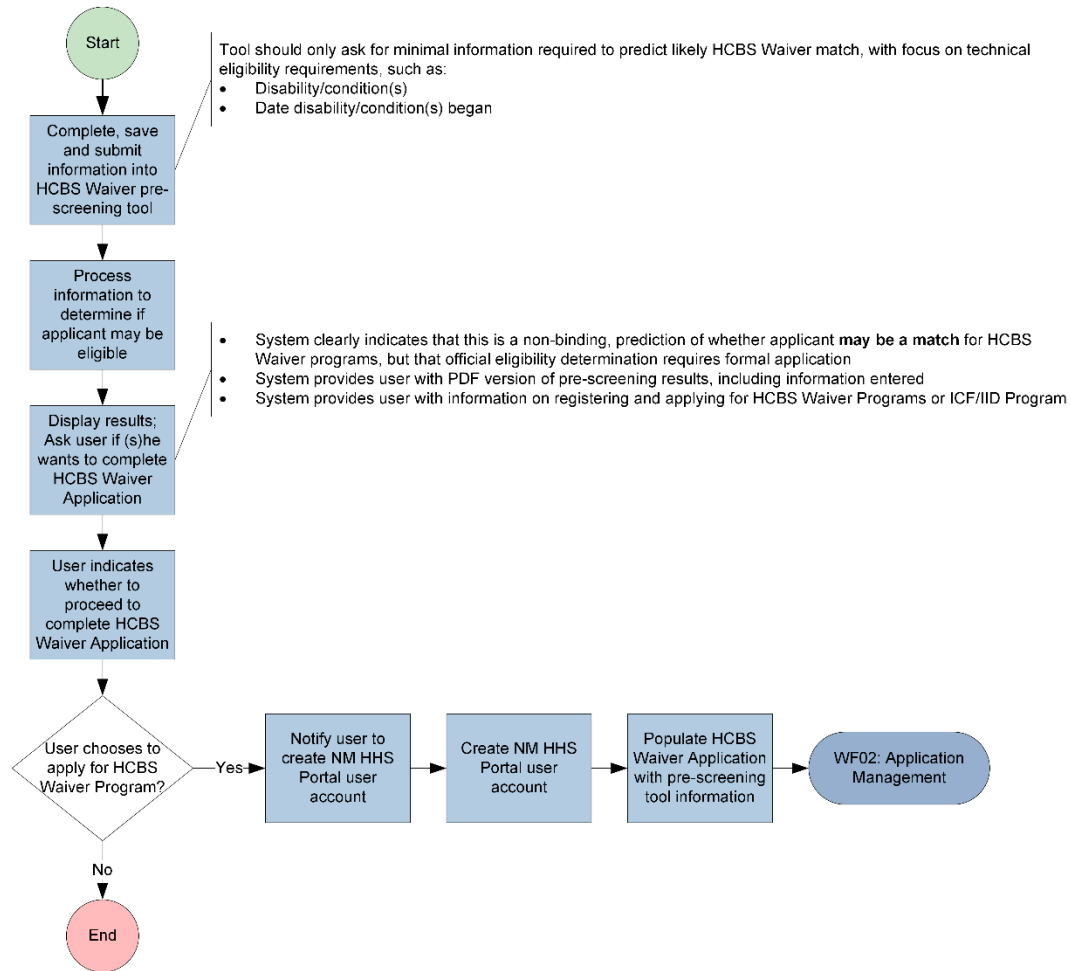 Start
Tool should only ask for minimal information required to predict likely HCBS Waiver match, with focus on technical
eligibility requirements, such as:
• Disability/condition(s)
• Date disability/condition(s) began
Complete, save
and submit
information into
HCBS Waiver pre-
screening tool
Process
information to
determine if
applicant may be
eligible
• System clearly indicates that this is a non-binding, prediction of whether applicant may be a match for HCBS
Waiver programs, but that official eligibility determination requires formal application
• System provides user with PDF version of pre-screening results, including information entered
• System provides user with information on registering and applying for HCBS Waiver Programs or ICF/IID Program
Display results;
Ask user if (s)he
wants to complete
HCBS Waiver
Application
User indicates
whether to
proceed to
complete HCBS
Waiver Application
User chooses to
apply for HCBS
Waiver Program?
Yes
Notify user to
create NM HHS
Portal user
account
Create NM HHS
Portal user
account
Populate HCBS
Waiver Application
with pre-screening
tool information
WF02: Application
Management
No
End